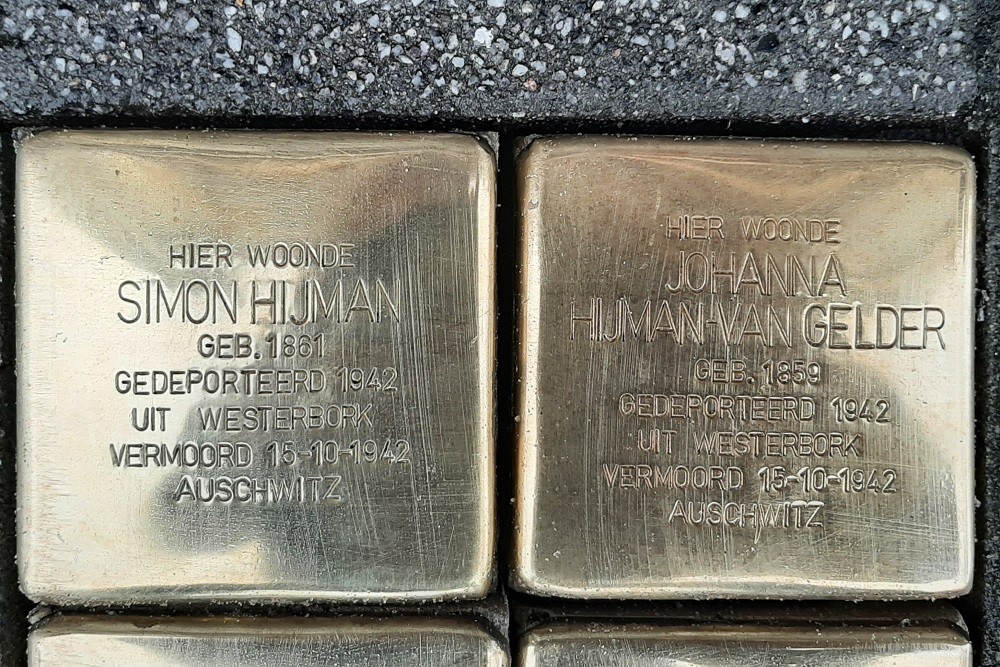 HIER WOONDE
SIMON HIJMAN
GEB. 1861
GEDEPORTEERD 1942
UIT WESTERBORK
VERMOORD 15-10-1942
AUSCHWITZ
HIER WOONDE
JOHANNA
HIJMAN-VAN GELDER
GEB. 1859
GEDEPORTEERD 1942
UIT WESTERBORK
VERMOORD 15-10-1942
AUSCHWITZ